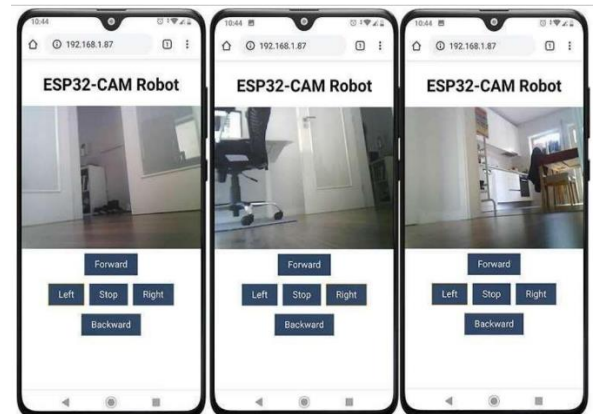 10:44
192.168.1.87
ESP32-CAM Robot
Forward
Left Stop Right
Backward
10:44
192.168.1.87
ESP32-CAM Robot
Forward
Left Stop Right
Backward
10:44
192.168.1.87
ESP32-CAM Robot
Forward
Left Stop Right
Backward